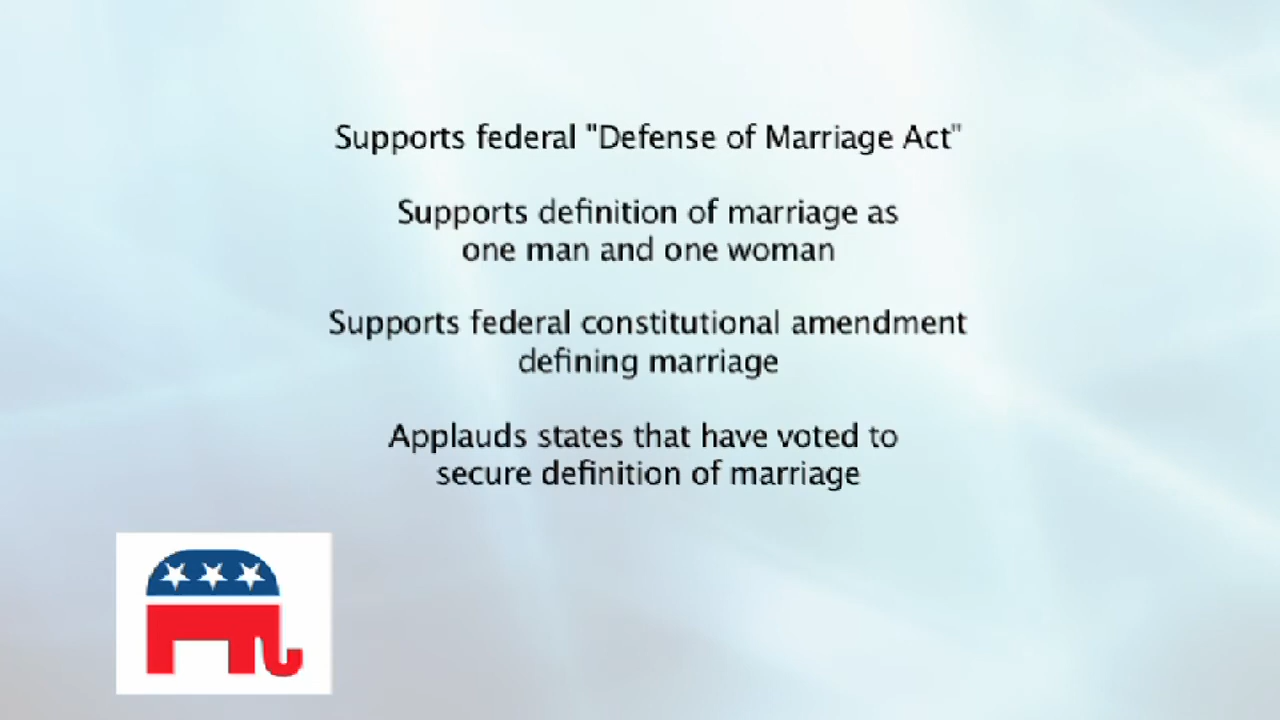 Supports federal "Defense of Marriage Act"
Supports definition of marriage as
one man and one woman
Supports federal constitutional amendment
defining marriage
Applauds states that have voted to
secure definition of marriage